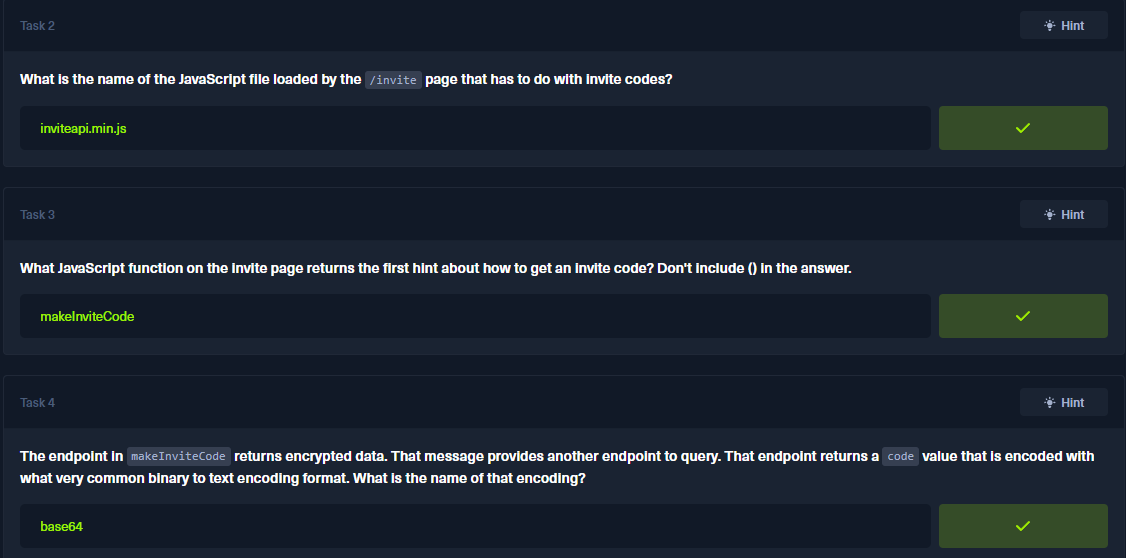 Task 2
Hint
What is the name of the JavaScript file loaded by the /invite page that has to do with invite codes?
inviteapi.min.js
Task 3
Hint
What JavaScript function on the invite page returns the first hint about how to get an invite code? Don't include () in the answer.
makeInviteCode
Task 4
Hint
The endpoint in makeInviteCode returns encrypted data. That message provides another endpoint to query. That endpoint returns a code value that is encoded with
what very common binary to text encoding format. What is the name of that encoding?
base64